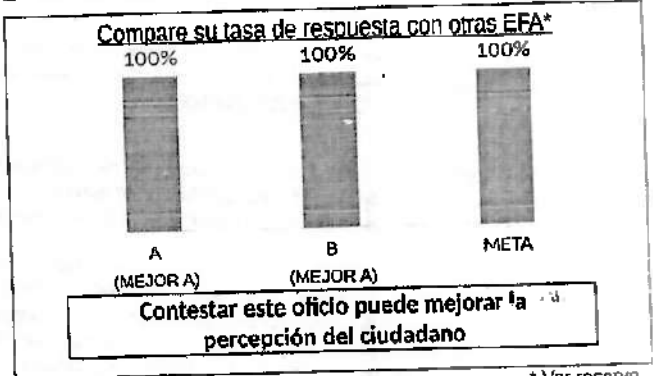 Compare su tasa de respuesta con otras EFA*
100% 100% 100%
A B META
(MEJOR A) (MEJOR A)
Contestar este oficio puede mejorar la
percepción del ciudadano
* Ver reserva